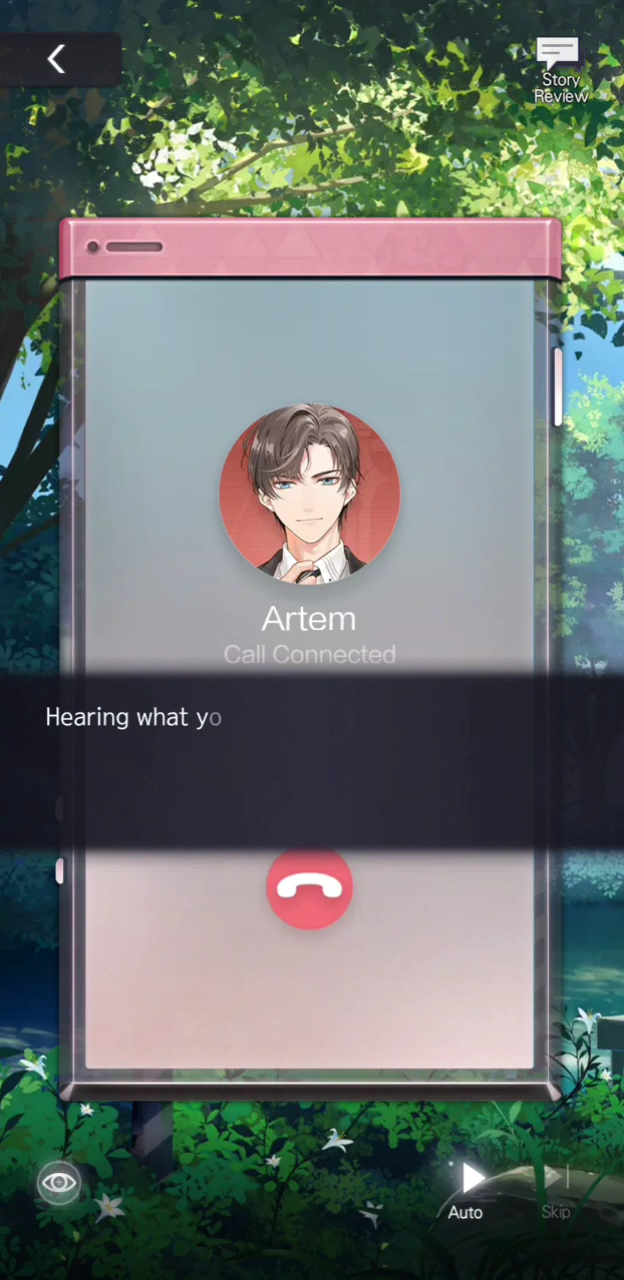 Story
Review
Artem
Call Connected
Hearing what yo
Auto
Skip